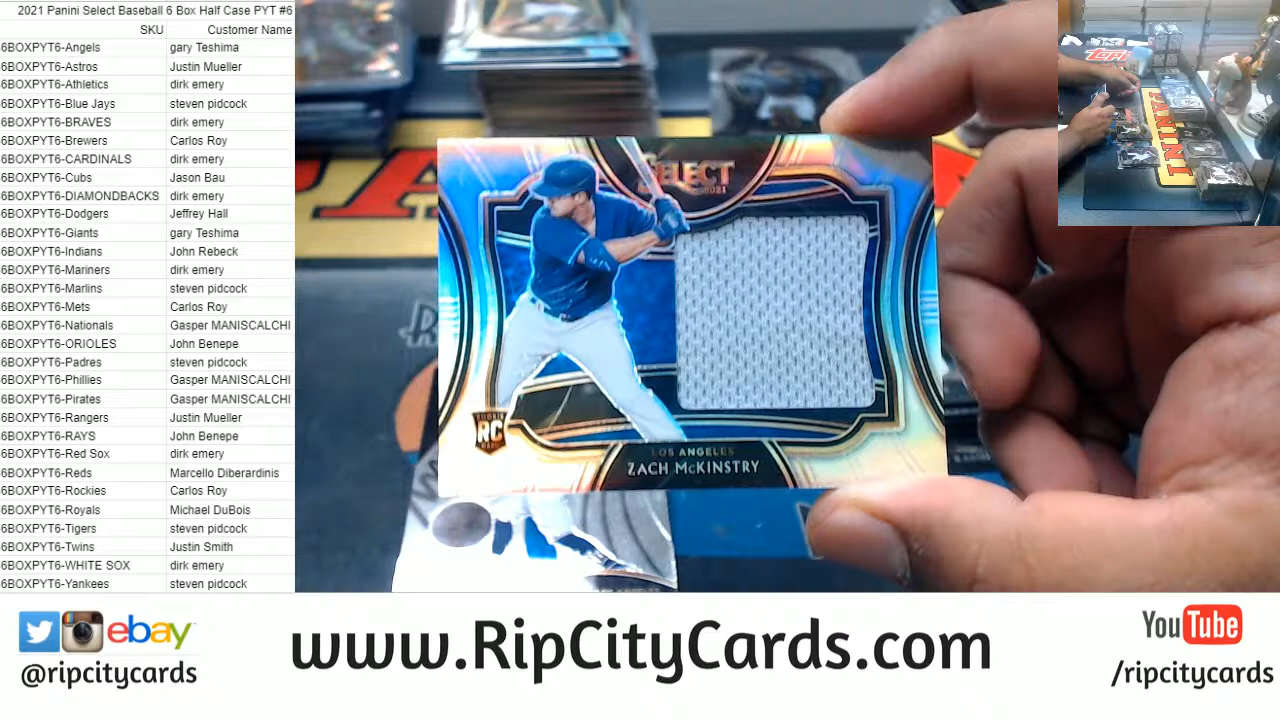 2021 Panini Select Baseball 6 Box Half Case PYT #6
SKU Customer Name
6BOXPYT6-Angels gary Teshima
6BOXPYT6-Astros Justin Mueller
6BOXPYT6-Athletics dirk emery
6BOXPYT6-Blue Jays steven pidcock
6BOXPYT6-BRAVES dirk emery
6BOXPYT6-Brewers Carlos Roy
6BOXPYT6-CARDINALS dirk emery
6BOXPYT6-Cubs Jason Bau
6BOXPYT6-DIAMONDBACKS dirk emery
6BOXPYT6-Dodgers Jeffrey Hall
6BOXPYT6-Giants gary Teshima
6BOXPYT6-Indians John Rebeck
6BOXPYT6-Mariners dirk emery
6BOXPYT6-Marlins steven pidcock
6BOXPYT6-Mets Carlos Roy
6BOXPYT6-Nationals Gasper MANISCALCHI
6BOXPYT6-ORIOLES John Benepe
6BOXPYT6-Padres steven pidcock
6BOXPYT6-Phillies Gasper MANISCALCHI
6BOXPYT6-Pirates Gasper MANISCALCHI
6BOXPYT6-Rangers Justin Mueller
6BOXPYT6-RAYS John Benepe
6BOXPYT6-Red Sox dirk emery
6BOXPYT6-Reds Marcello Diberardinis
6BOXPYT6-Rockies Carlos Roy
6BOXPYT6-Royals Michael DuBois
6BOXPYT6-Tigers steven pidcock
6BOXPYT6-Twins Justin Smith
6BOXPYT6-WHITE SOX dirk emery
6BOXPYT6-Yankees steven pidcock
SELECT
2021
ROOKIE
RC
LOS ANGELES
ZACH McKINSTRY
TOPPS
PANINI
ebay
@ripcitycards
www.RipCityCards.com
YouTube
/ripcitycards